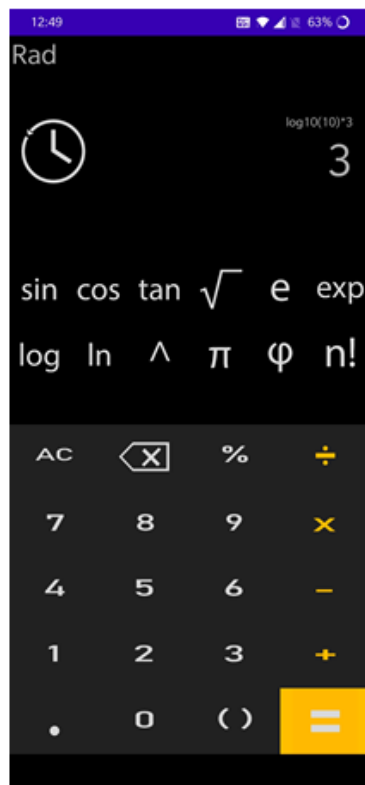 12:49 63%
Rad
log10(10)*3
3
sin cos tan √ e exp
log ln ^ π φ n!
AC % ÷
7 8 9 ×
4 5 6 −
1 2 3 +
. 0 ( ) =